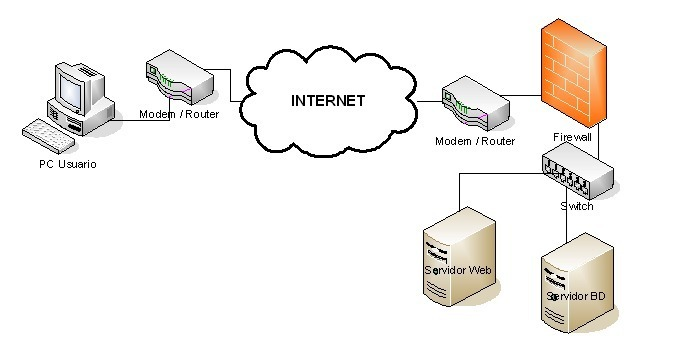 INTERNET
Modem / Router
PC Usuario
Modem / Router
Firewall
Switch
Servidor Web
Servidor BD